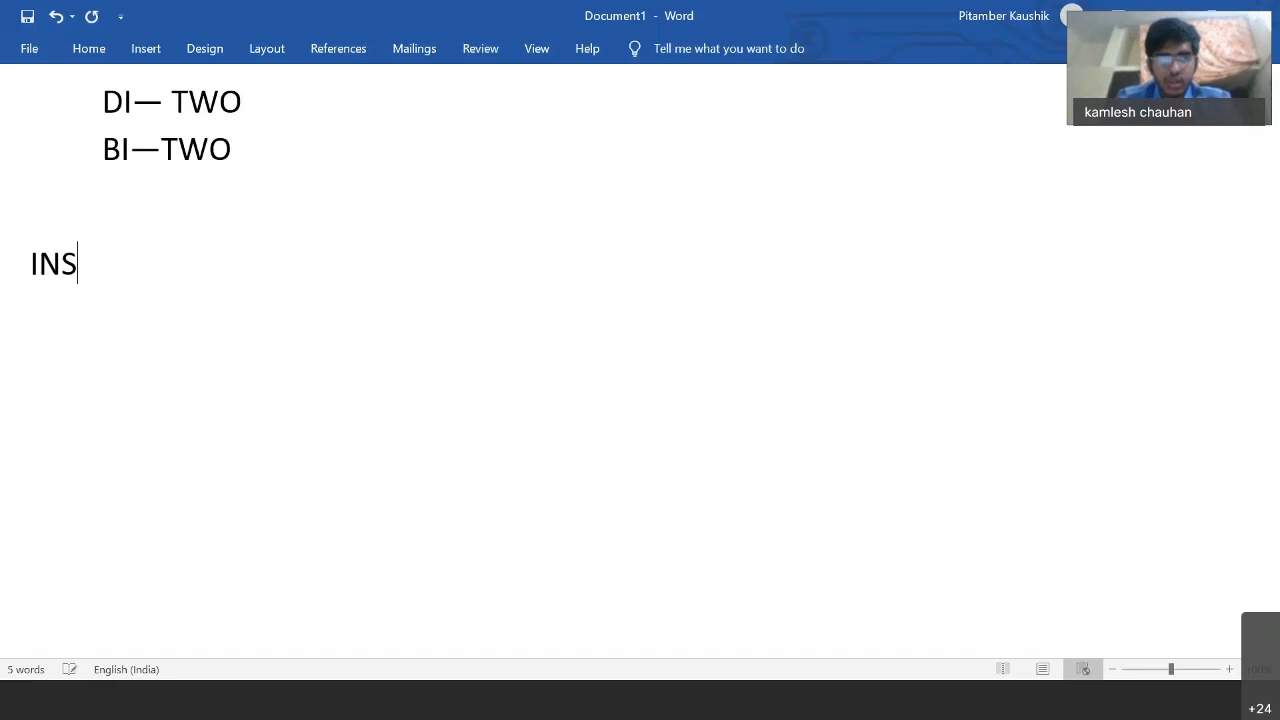 Document1 - Word
Pitamber Kaushik
File Home Insert Design Layout References Mailings Review View Help Tell me what you want to do
kamlesh chauhan
DI— TWO
BI—TWO
INS
5 words English (India)
+24